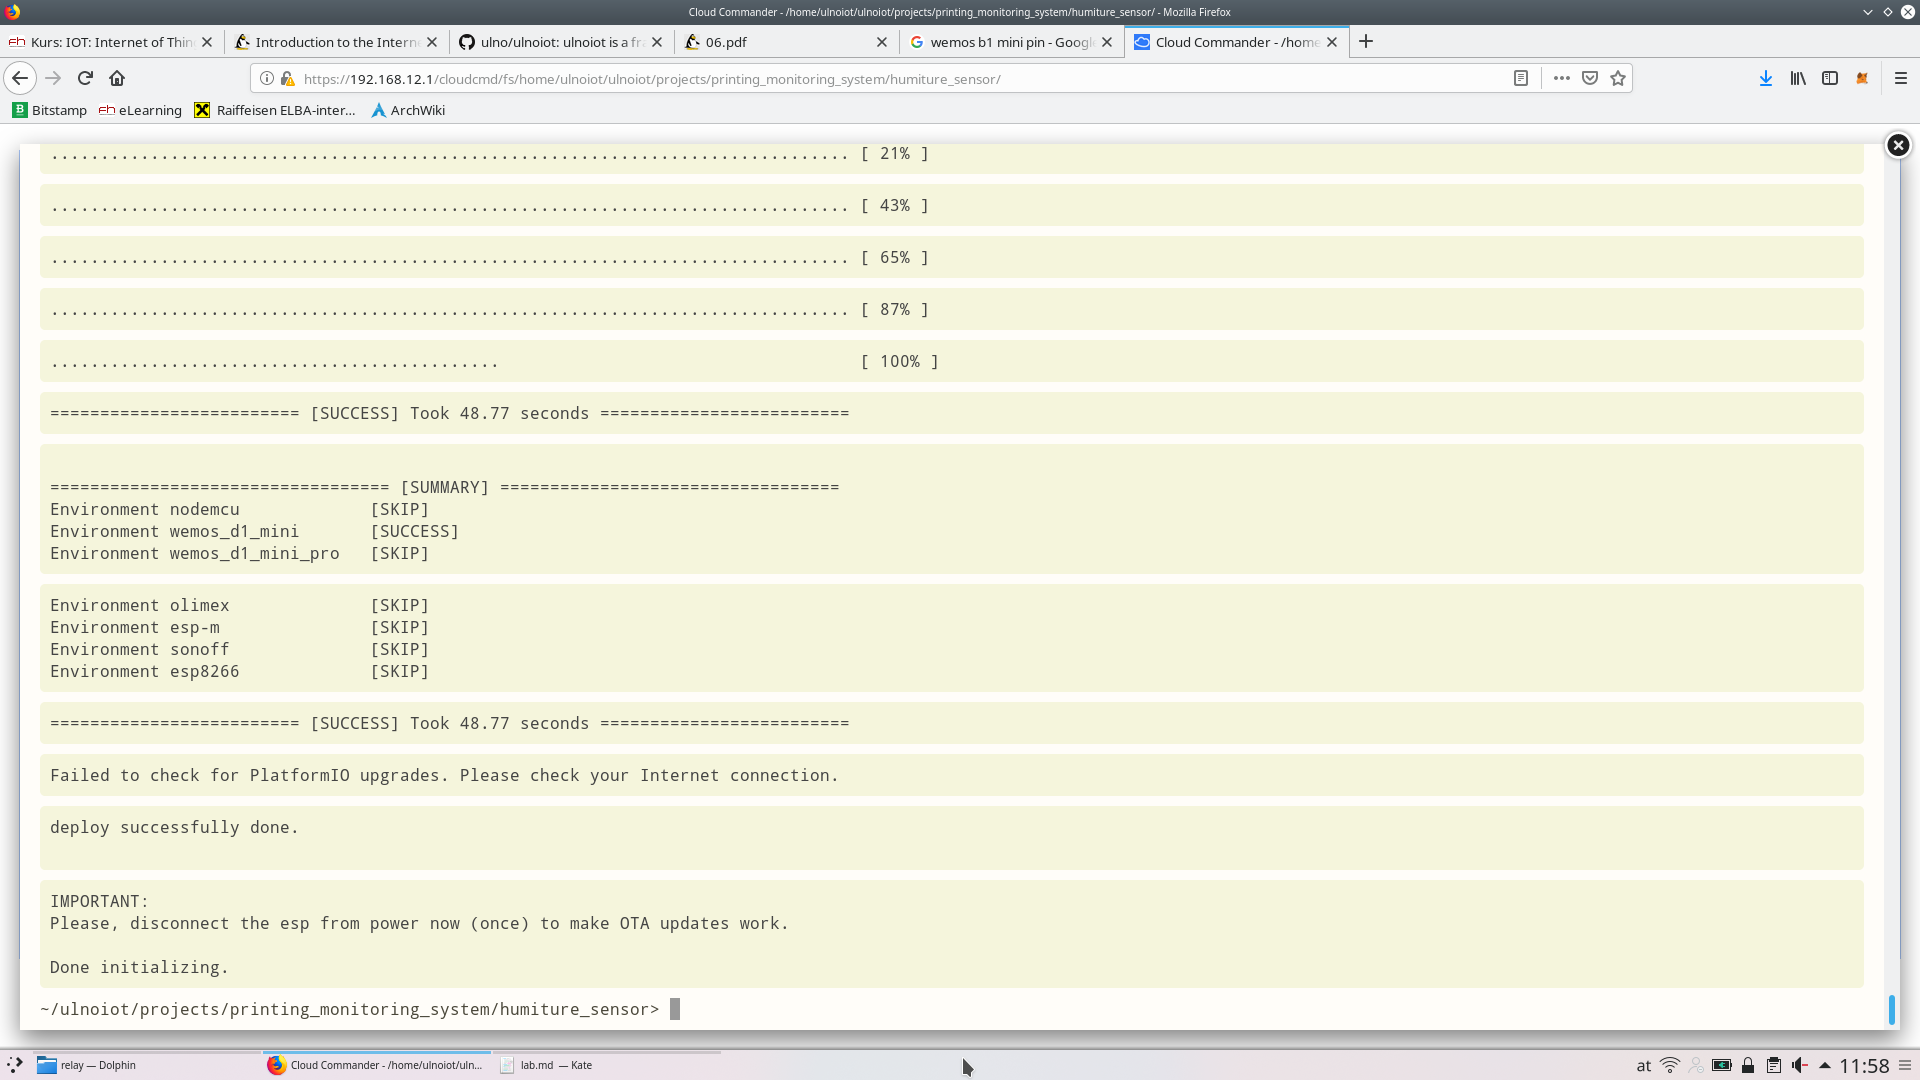 Cloud Commander - /home/ulnoiot/ulnoiot/projects/printing_monitoring_system/humiture_sensor/ - Mozilla Firefox
Kurs: IOT: Internet of Thin
Introduction to the Intern
ulno/ulnoiot: ulnoiot is a fr
06.pdf
wemos b1 mini pin - Googl
Cloud Commander - /home
https://192.168.12.1/cloudcmd/fs/home/ulnoiot/ulnoiot/projects/printing_monitoring_system/humiture_sensor/
Bitstamp
eLearning
Raiffeisen ELBA-inter...
ArchWiki
................................................................................ [ 21% ]
................................................................................ [ 43% ]
................................................................................ [ 65% ]
................................................................................ [ 87% ]
............................................. [ 100% ]
========================= [SUCCESS] Took 48.77 seconds =========================
================================== [SUMMARY] ==================================
Environment nodemcu [SKIP]
Environment wemos_d1_mini [SUCCESS]
Environment wemos_d1_mini_pro [SKIP]
Environment olimex [SKIP]
Environment esp-m [SKIP]
Environment sonoff [SKIP]
Environment esp8266 [SKIP]
========================= [SUCCESS] Took 48.77 seconds =========================
Failed to check for PlatformIO upgrades. Please check your Internet connection.
deploy successfully done.
IMPORTANT:
Please, disconnect the esp from power now (once) to make OTA updates work.
Done initializing.
~/ulnoiot/projects/printing_monitoring_system/humiture_sensor>
relay — Dolphin
Cloud Commander - /home/ulnoiot/uln...
lab.md — Kate
at
11:58